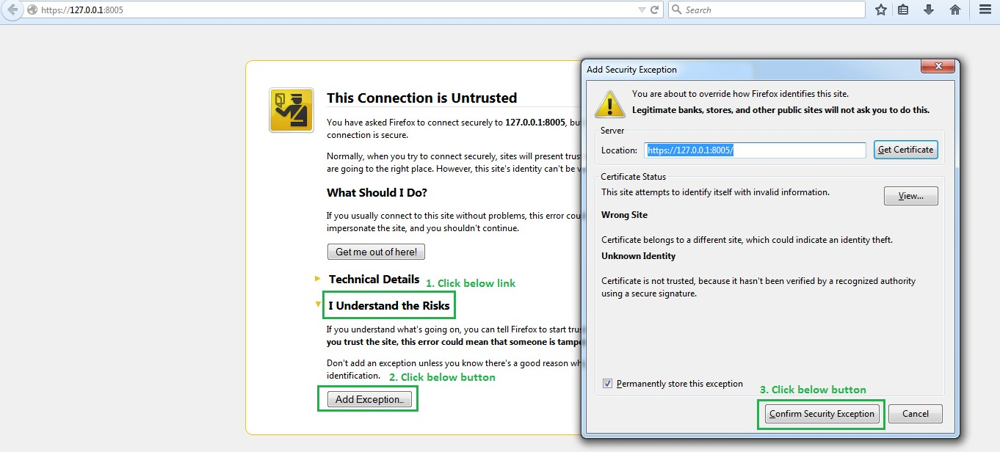 https://127.0.0.1:8005
Search
This Connection is Untrusted
You have asked Firefox to connect securely to 127.0.0.1:8005, bu
connection is secure.
Normally, when you try to connect securely, sites will present trus
are going to the right place. However, this site's identity can't be v
What Should I Do?
If you usually connect to this site without problems, this error cou
impersonate the site, and you shouldn't continue.
Get me out of here!
Technical Details
1. Click below link
I Understand the Risks
If you understand what's going on, you can tell Firefox to start trus
you trust the site, this error could mean that someone is tampe
Don't add an exception unless you know there's a good reason wh
identification.
2. Click below button
Add Exception...
Add Security Exception
You are about to override how Firefox identifies this site.
Legitimate banks, stores, and other public sites will not ask you to do this.
Server
Location:
https://127.0.0.1:8005/
Get Certificate
Certificate Status
This site attempts to identify itself with invalid information.
View...
Wrong Site
Certificate belongs to a different site, which could indicate an identity theft.
Unknown Identity
Certificate is not trusted, because it hasn't been verified by a recognized authority
using a secure signature.
Permanently store this exception
3. Click below button
Confirm Security Exception
Cancel